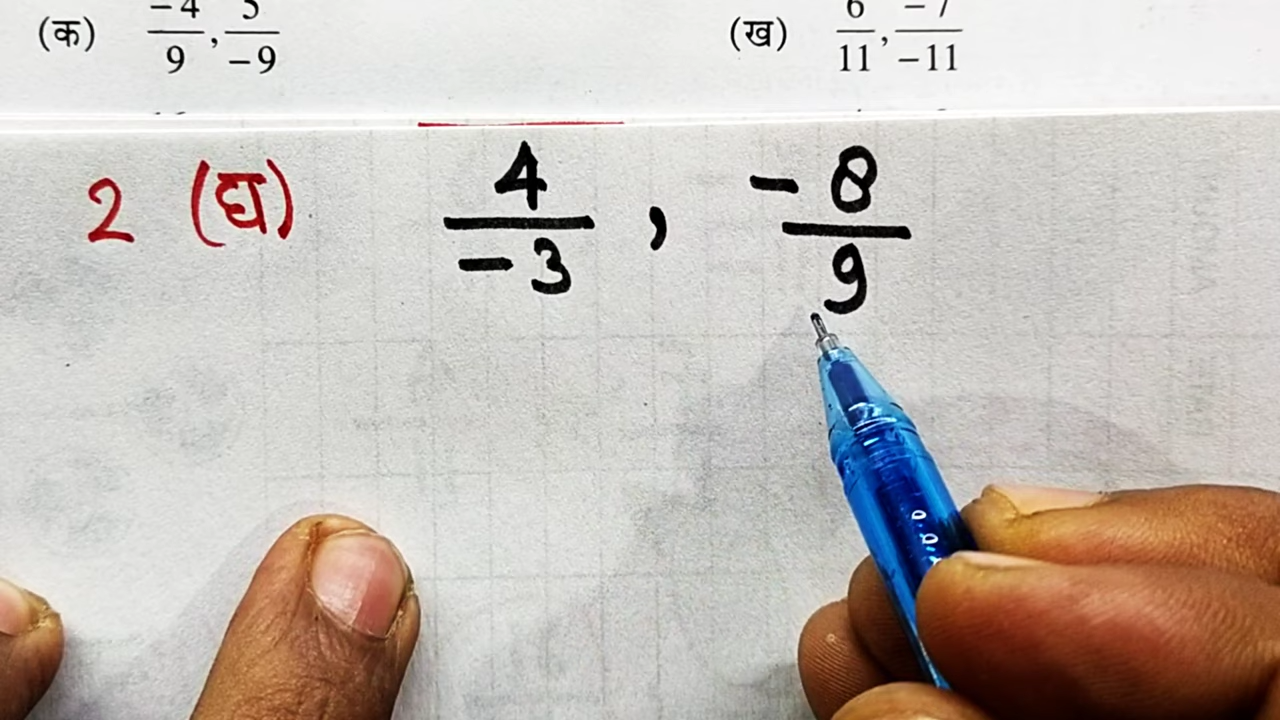 (क) -4/9, 5/-9 (ख) 6/11, -7/-11
2 (घ) 4/-3 , -8/9